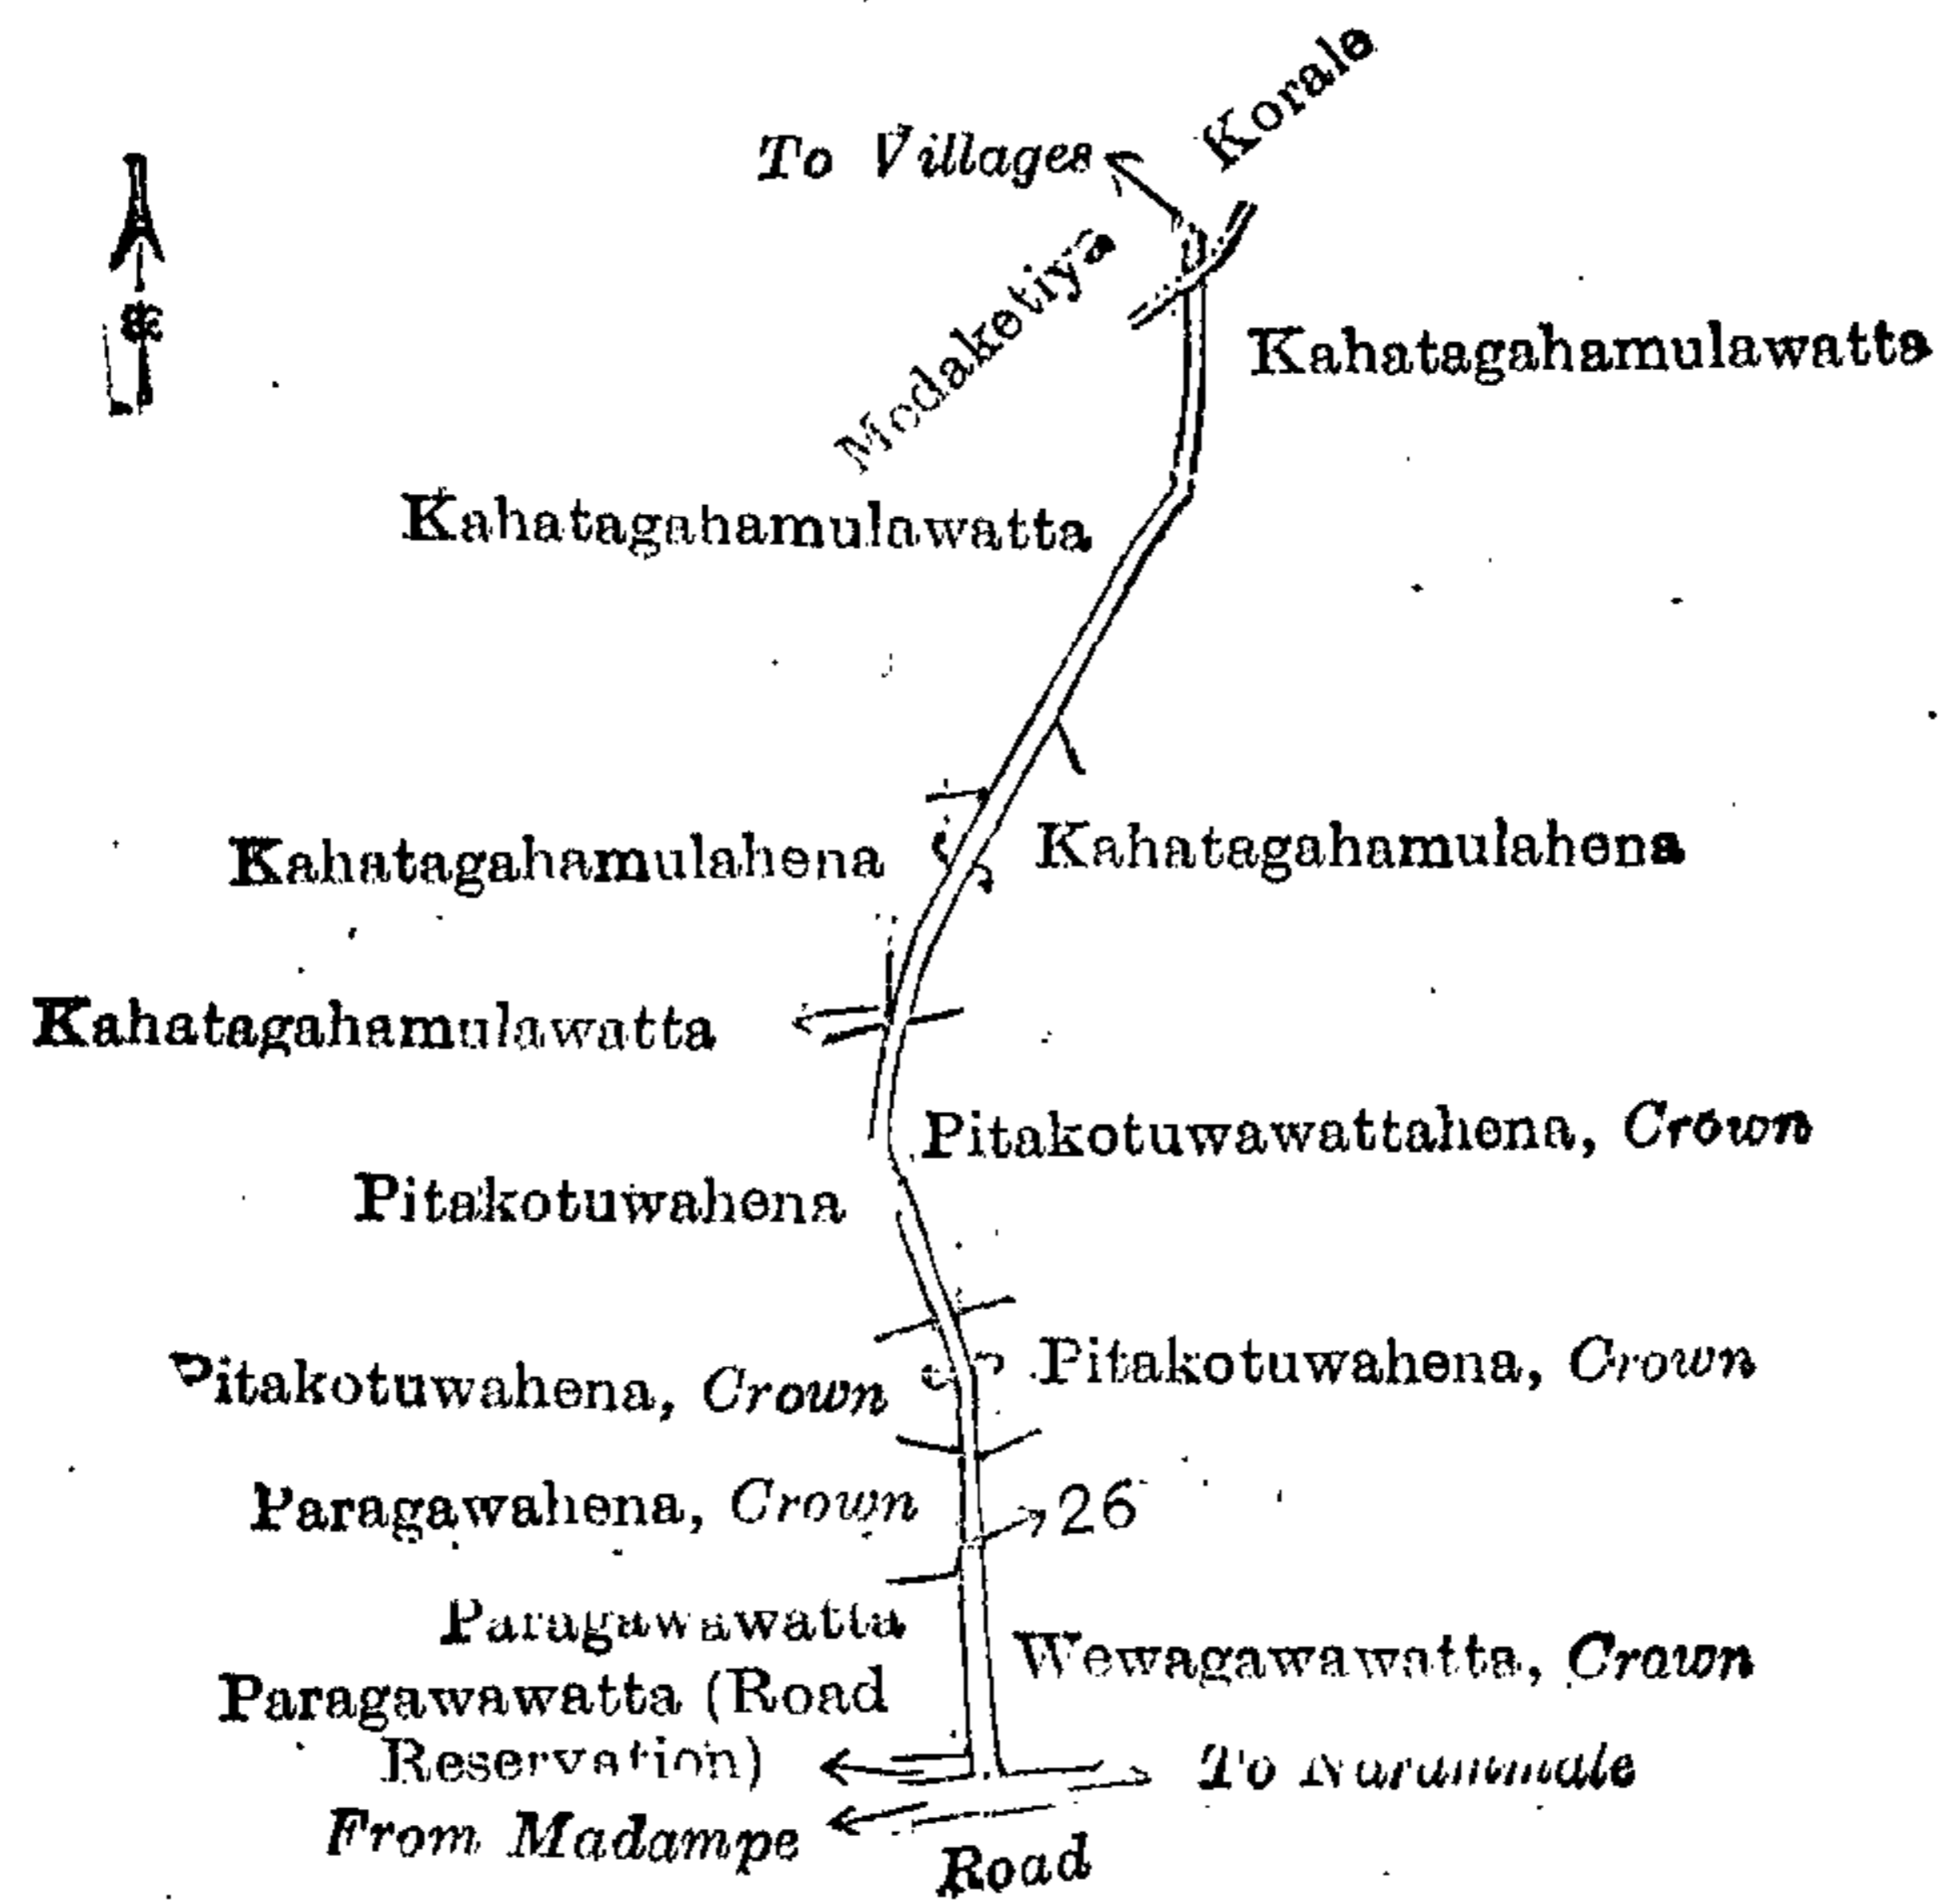 Korale
To Villages
Modaketiya
Kahatagahamulawatta
Kahatagahamulawatta
Kahatagahamulahena
Kahatagahamulahena
Kahatagahamulawatta
Pitakotuwawattahena, Crown
Pitakotuwahena
Pitakotuwahena, Crown
Pitakotuwahena, Crown
Paragawahena, Crown
26
Paragawawatta
Wewagawawatta, Crown
Paragawawatta (Road
Reservation)
To
From Madampe
Road